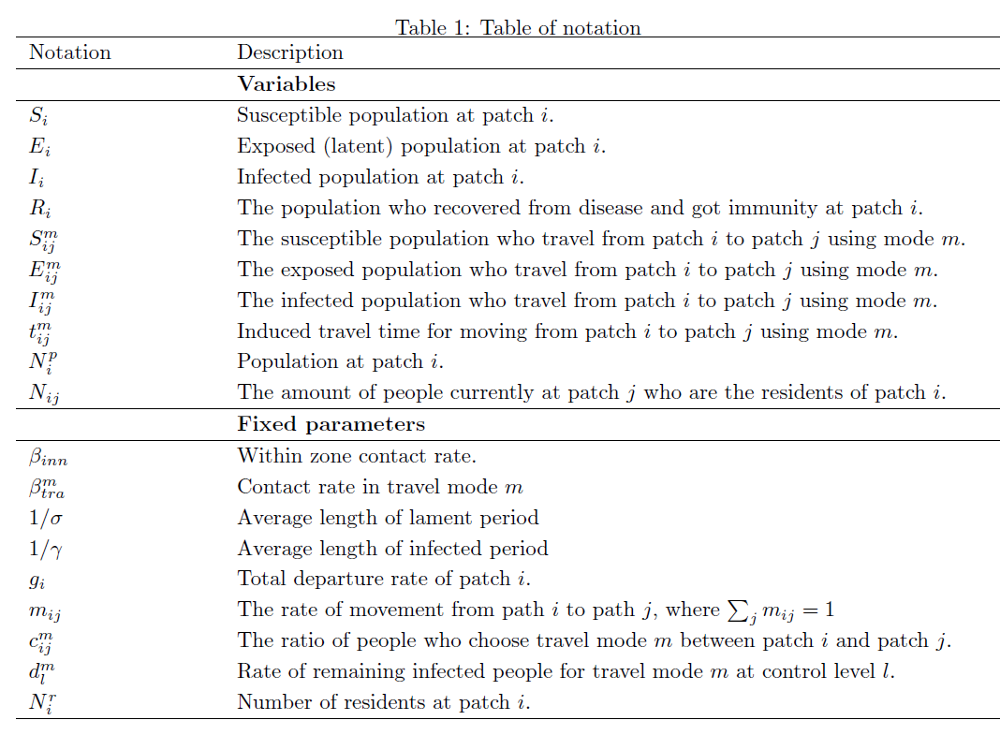 Table 1: Table of notation
Notation Description
Variables
S_i Susceptible population at patch i.
E_i Exposed (latent) population at patch i.
I_i Infected population at patch i.
R_i The population who recovered from disease and got immunity at patch i.
S_{ij}^m The susceptible population who travel from patch i to patch j using mode m.
E_{ij}^m The exposed population who travel from patch i to patch j using mode m.
I_{ij}^m The infected population who travel from patch i to patch j using mode m.
t_{ij}^m Induced travel time for moving from patch i to patch j using mode m.
N_i^p Population at patch i.
N_{ij} The amount of people currently at patch j who are the residents of patch i.
Fixed parameters
β_{inn} Within zone contact rate.
β_{tra}^m Contact rate in travel mode m
1/σ Average length of lament period
1/γ Average length of infected period
g_i Total departure rate of patch i.
m_{ij} The rate of movement from path i to path j, where ∑_j m_{ij} = 1
c_{ij}^m The ratio of people who choose travel mode m between patch i and patch j.
d_l^m Rate of remaining infected people for travel mode m at control level l.
N_i^r Number of residents at patch i.